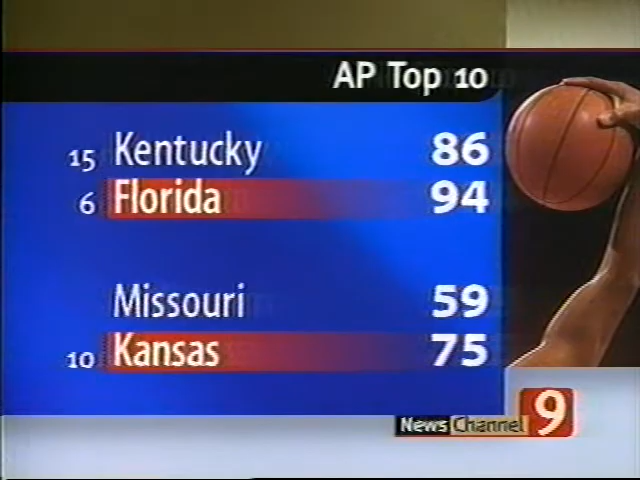 AP Top 10
15 Kentucky 86
6 Florida 94
Missouri 59
10 Kansas 75
News Channel 9